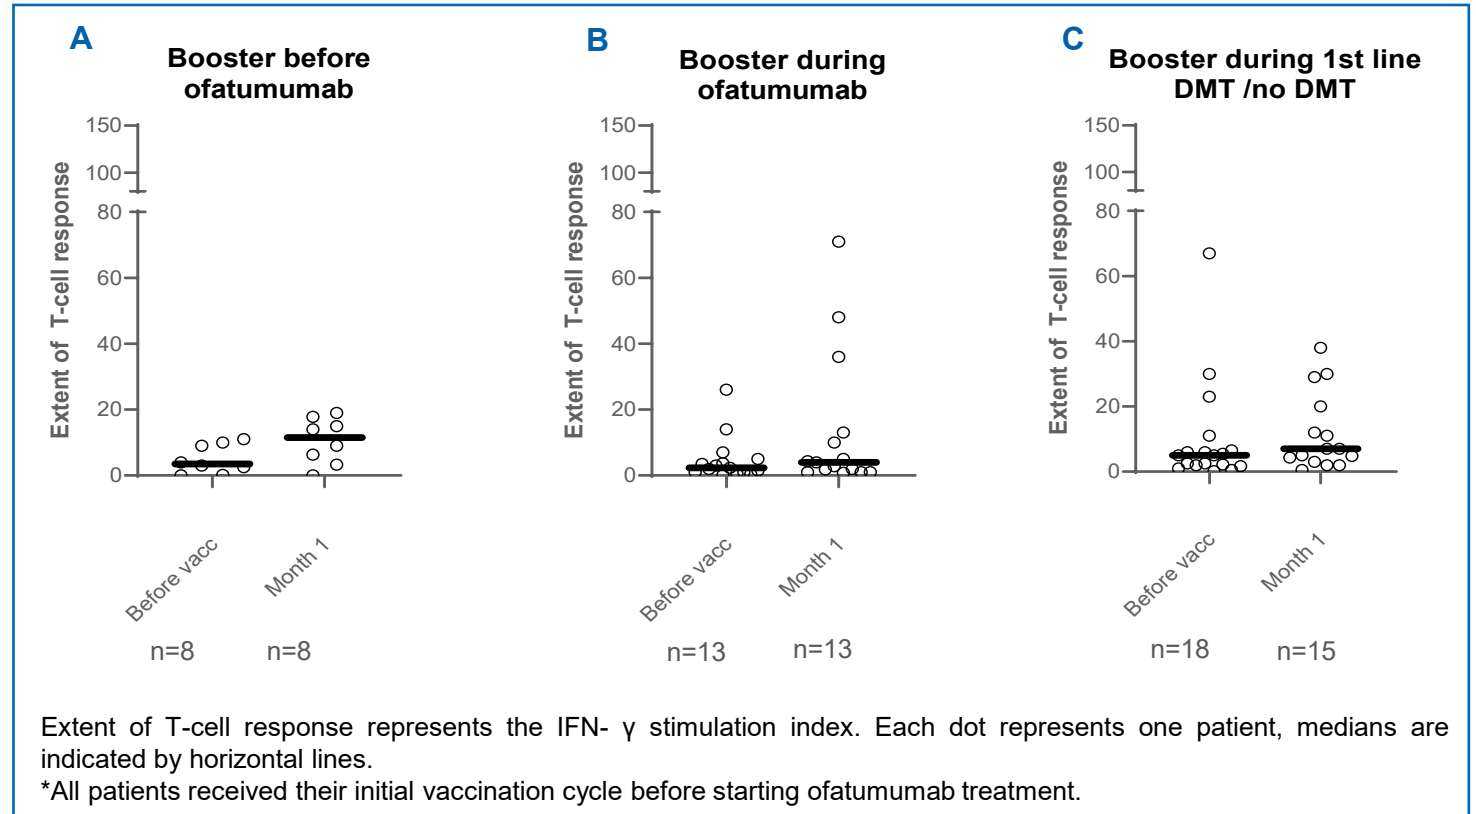 A
Booster before
ofatumumab
Extent of T-cell response
150
100
80
60
40
20
0
Before vacc
Month 1
n=8
n=8
B
Booster during
ofatumumab
Extent of T-cell response
150
100
80
60
40
20
0
Before vacc
Month 1
n=13
n=13
C
Booster during 1st line
DMT /no DMT
Extent of T-cell response
150
100
80
60
40
20
0
Before vacc
Month 1
n=18
n=15
Extent of T-cell response represents the IFN- γ stimulation index. Each dot represents one patient, medians are
indicated by horizontal lines.
*All patients received their initial vaccination cycle before starting ofatumumab treatment.